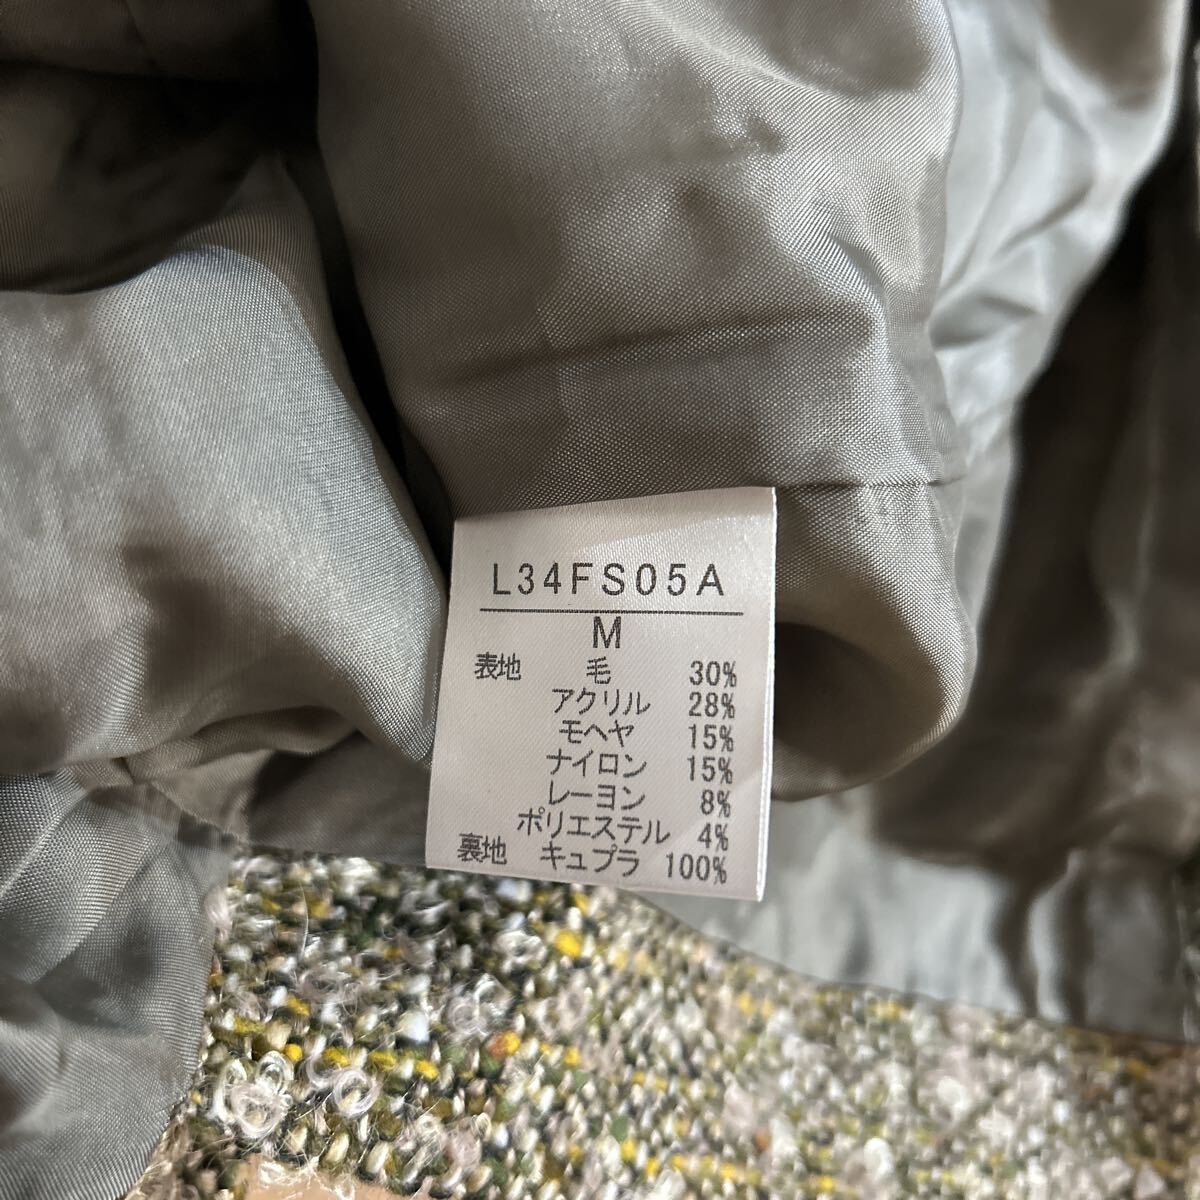 L34FS05A
M
表地 毛 30%
アクリル 28%
モヘヤ 15%
ナイロン 15%
レーヨン 8%
ポリエステル 4%
裏地 キュプラ 100%